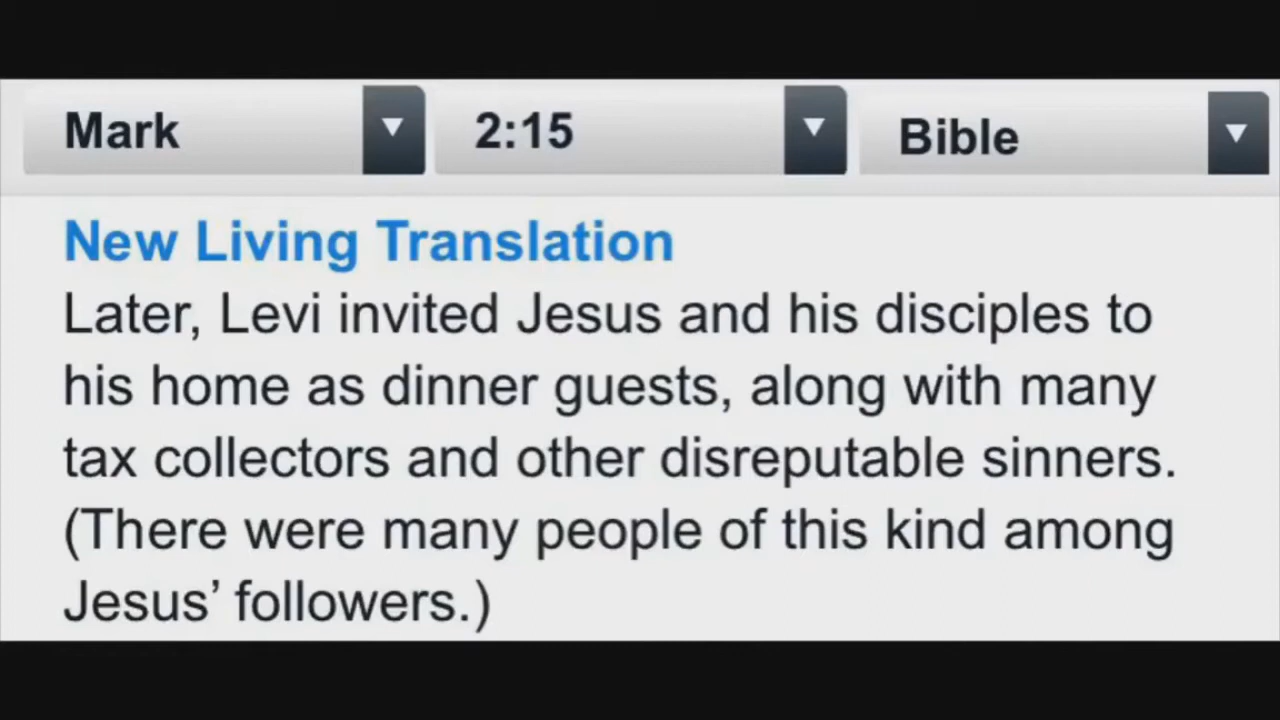 Mark 2:15 Bible
New Living Translation
Later, Levi invited Jesus and his disciples to
his home as dinner guests, along with many
tax collectors and other disreputable sinners.
(There were many people of this kind among
Jesus’ followers.)